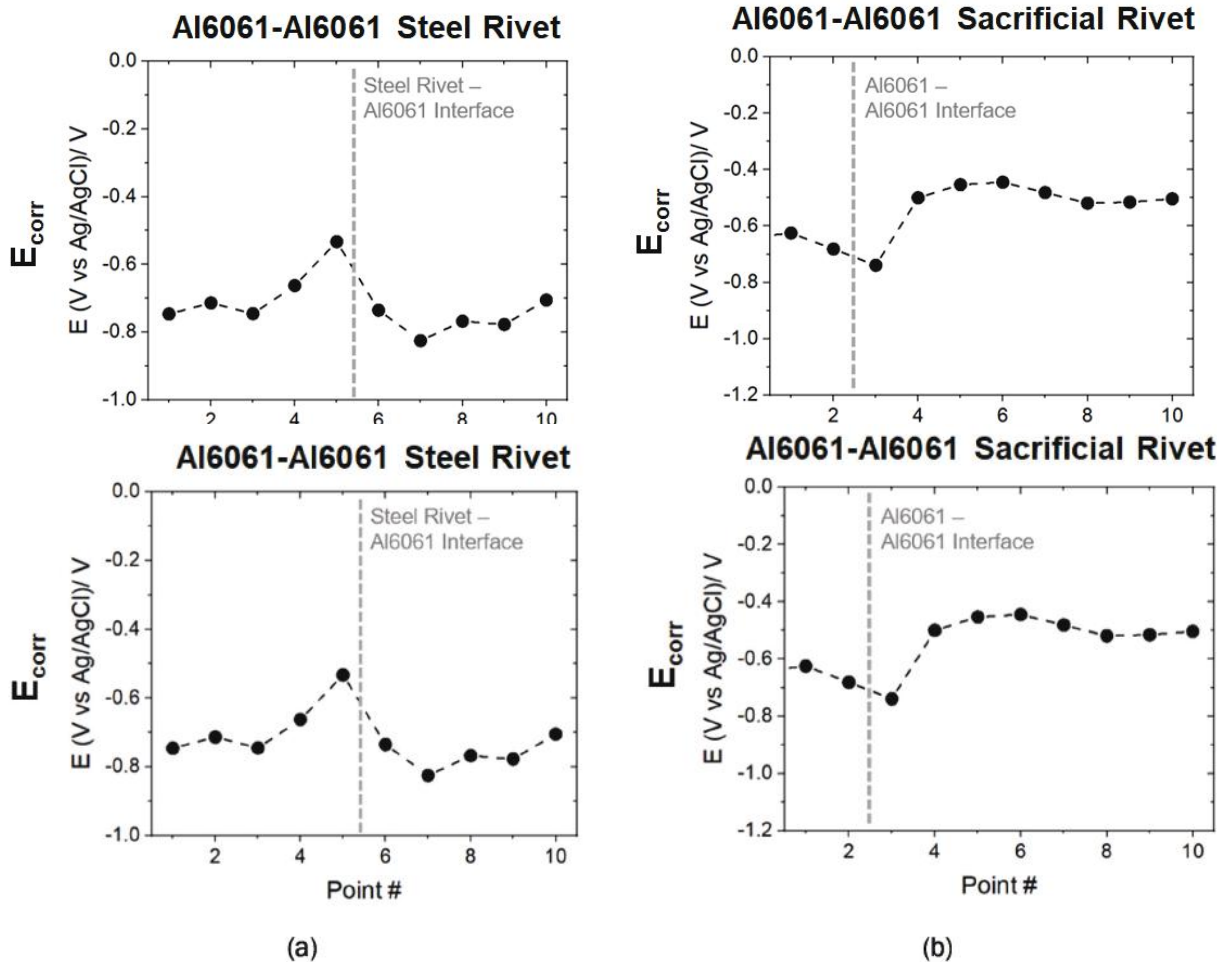 Al6061-Al6061 Steel Rivet
0.0
-0.2
-0.4
-0.6
-0.8
-1.0
E (V vs Ag/AgCl)/ V
Ecorr
Steel Rivet –
Al6061 Interface
2
4
6
8
10
Al6061-Al6061 Sacrificial Rivet
0.0
-0.2
-0.4
-0.6
-0.8
-1.0
-1.2
E (V vs Ag/AgCl)/ V
Ecorr
Al6061 –
Al6061 Interface
2
4
6
8
10
Al6061-Al6061 Steel Rivet
0.0
-0.2
-0.4
-0.6
-0.8
-1.0
E (V vs Ag/AgCl)/ V
Ecorr
Steel Rivet –
Al6061 Interface
2
4
6
8
10
Point #
(a)
Al6061-Al6061 Sacrificial Rivet
0.0
-0.2
-0.4
-0.6
-0.8
-1.0
-1.2
E (V vs Ag/AgCl)/ V
Ecorr
Al6061 –
Al6061 Interface
2
4
6
8
10
Point #
(b)